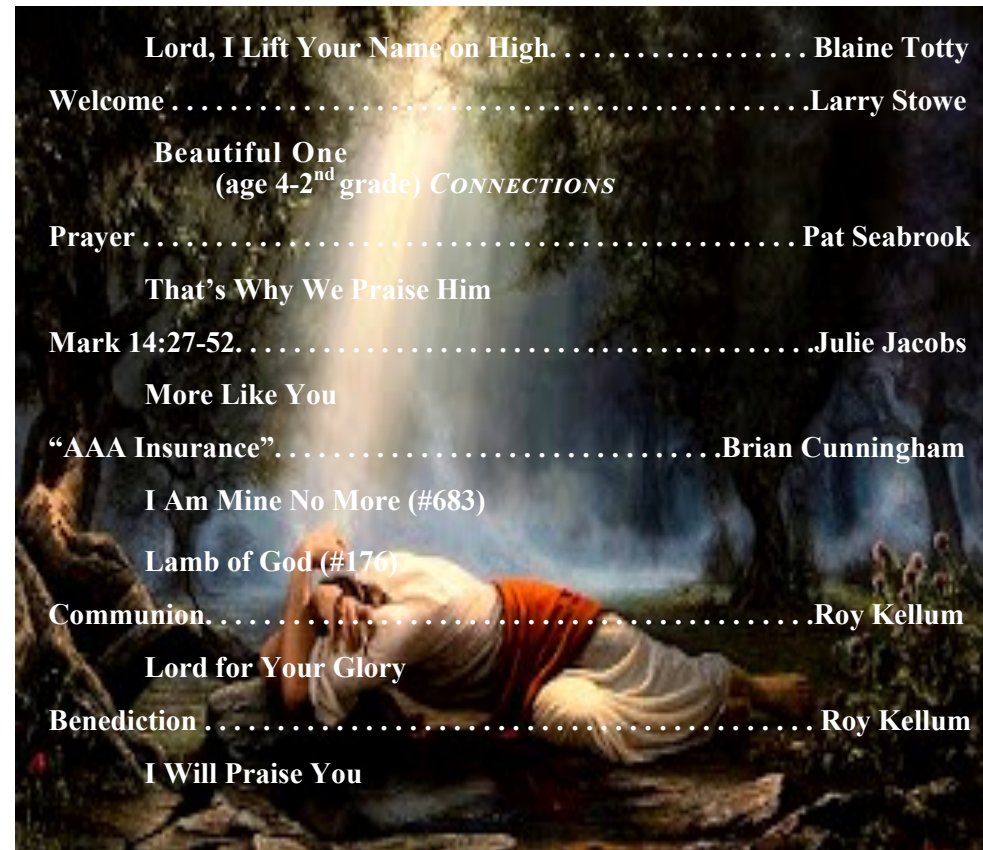 Lord, I Lift Your Name on High. . . . . . . . . . . . . . . . . . Blaine Totty
Welcome . . . . . . . . . . . . . . . . . . . . . . . . . . . . . . . . . . . . . . . . . . . .Larry Stowe
Beautiful One
(age 4-2nd grade) CONNECTIONS
Prayer . . . . . . . . . . . . . . . . . . . . . . . . . . . . . . . . . . . . . . . . . . . . . Pat Seabrook
That’s Why We Praise Him
Mark 14:27-52. . . . . . . . . . . . . . . . . . . . . . . . . . . . . . . . . . . . . . . .Julie Jacobs
More Like You
“AAA Insurance”. . . . . . . . . . . . . . . . . . . . . . . . . . . . . . .Brian Cunningham
I Am Mine No More (#683)
Lamb of God (#176)
Communion. . . . . . . . . . . . . . . . . . . . . . . . . . . . . . . . . . . . . . . . . .Roy Kellum
Lord for Your Glory
Benediction . . . . . . . . . . . . . . . . . . . . . . . . . . . . . . . . . . . . . . . . . . Roy Kellum
I Will Praise You